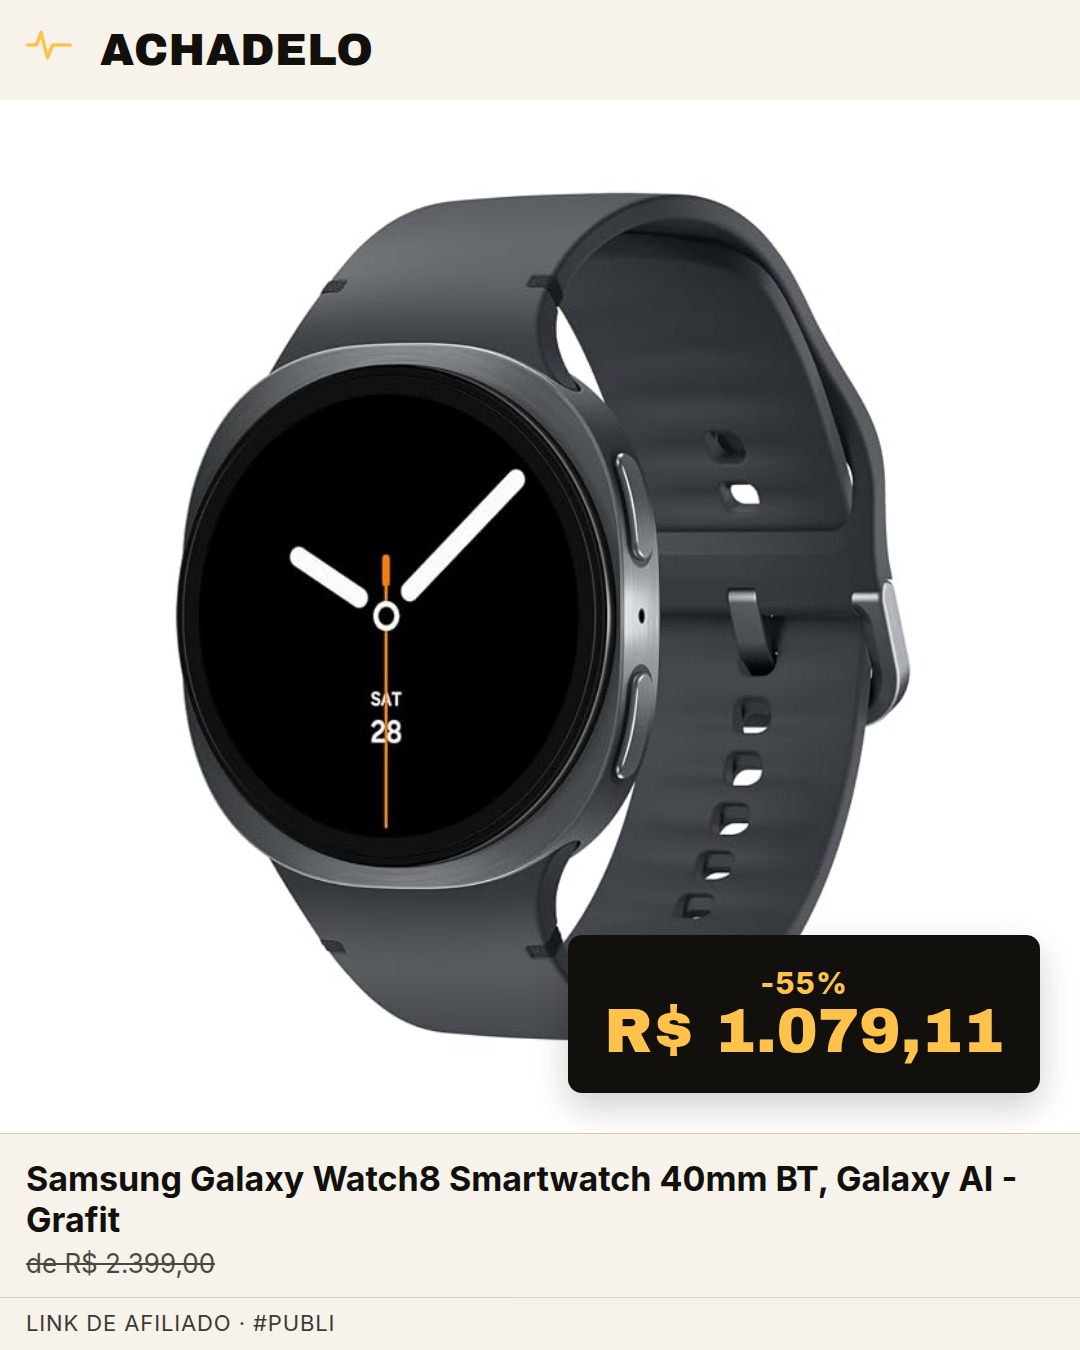 ACHADELO
SAT
28
-55%
R$ 1.079,11
Samsung Galaxy Watch8 Smartwatch 40mm BT, Galaxy AI -
Grafit
de R$ 2.399,00
LINK DE AFILIADO · #PUBLI